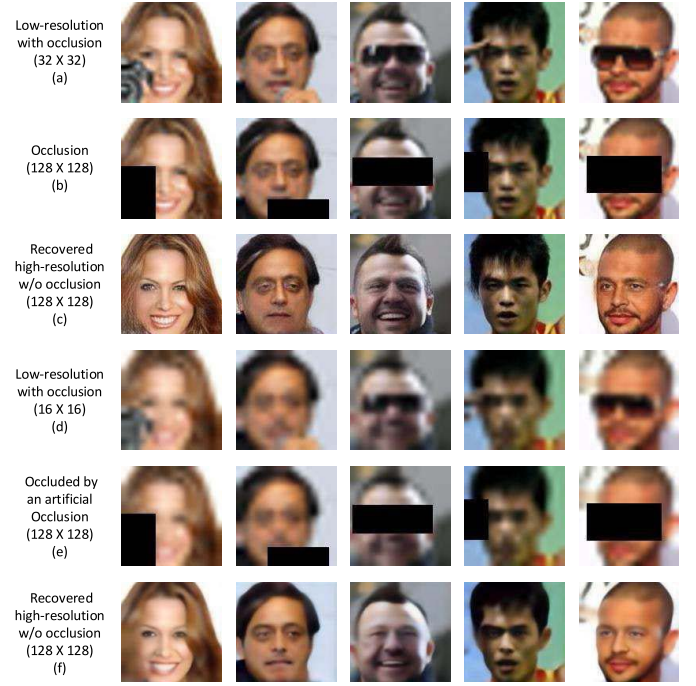 Low-resolution
with occlusion
(32 X 32)
(a)
Occlusion
(128 X 128)
(b)
Recovered
high-resolution
w/o occlusion
(128 X 128)
(c)
Low-resolution
with occlusion
(16 X 16)
(d)
Occluded by
an artificial
Occlusion
(128 X 128)
(e)
Recovered
high-resolution
w/o occlusion
(128 X 128)
(f)